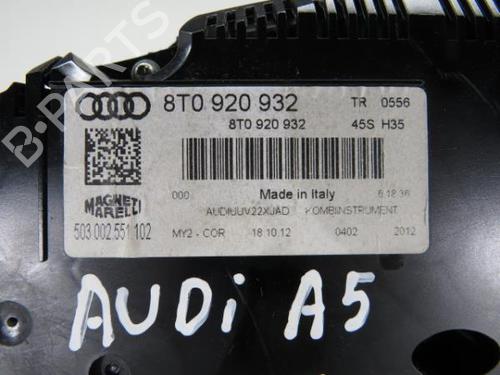 8T0 920 932 TR 0556
8T0 920 932 45S H35
000 Made in Italy 6.18.36
MAGNETI MARELLI AUDIUUV22XJAD KOMBIINSTRUMENT
503.002.551 102 MY2 - COR 18.10.12 0402 2012
AUDi A5
B-PARTS